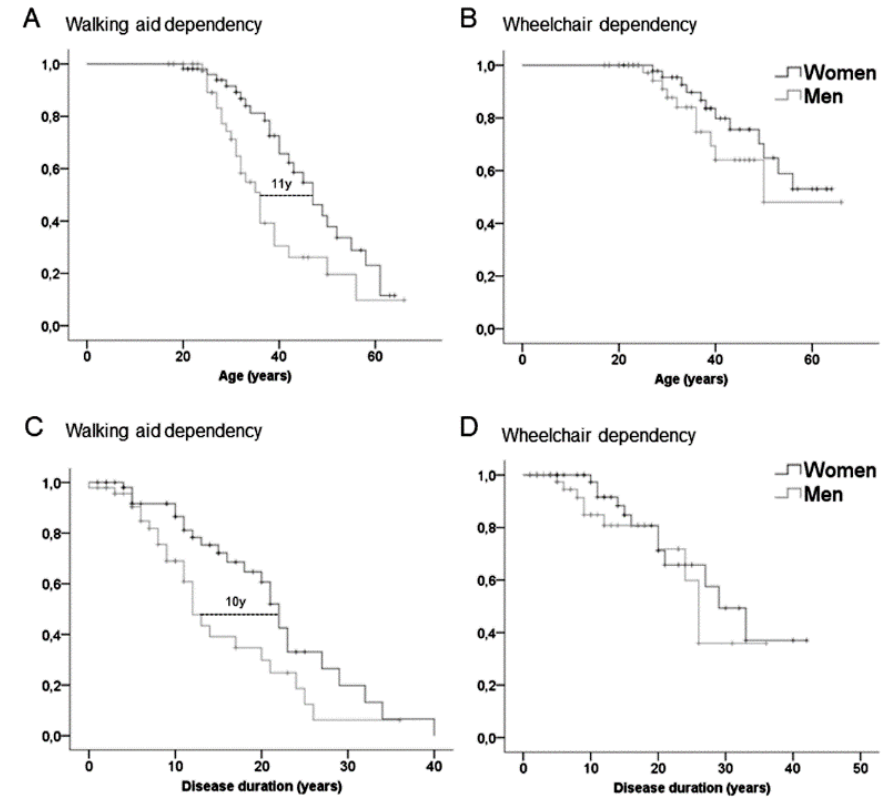 A Walking aid dependency
1,0
0,8
0,6
0,4
0,2
0,0
11y
0 20 40 60
Age (years)
B Wheelchair dependency
Women
Men
1,0
0,8
0,6
0,4
0,2
0,0
0 20 40 60
Age (years)
C Walking aid dependency
1,0
0,8
0,6
0,4
0,2
0,0
10y
0 10 20 30 40
Disease duration (years)
D Wheelchair dependency
Women
Men
1,0
0,8
0,6
0,4
0,2
0,0
0 10 20 30 40 50
Disease duration (years)